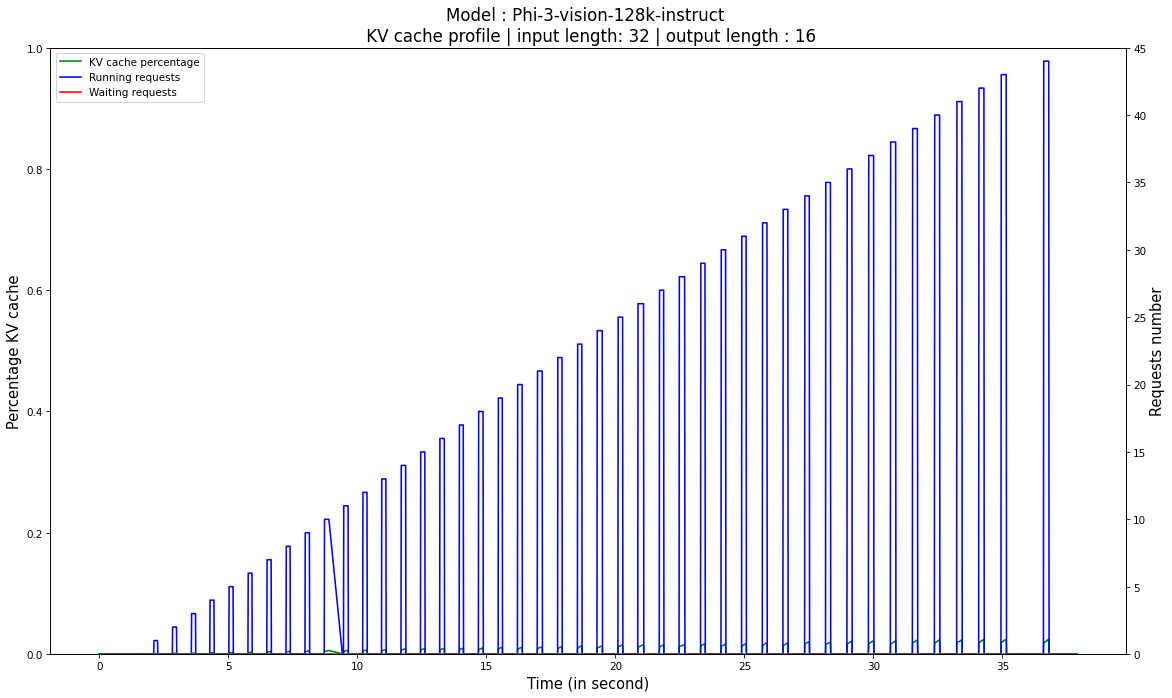 Model : Phi-3-vision-128k-instruct
KV cache profile | input length: 32 | output length : 16
KV cache percentage
Running requests
Waiting requests
Percentage KV cache
1.0
0.8
0.6
0.4
0.2
0.0
45
40
35
30
25
20
15
10
5
0
Requests number
0 5 10 15 20 25 30 35
Time (in second)